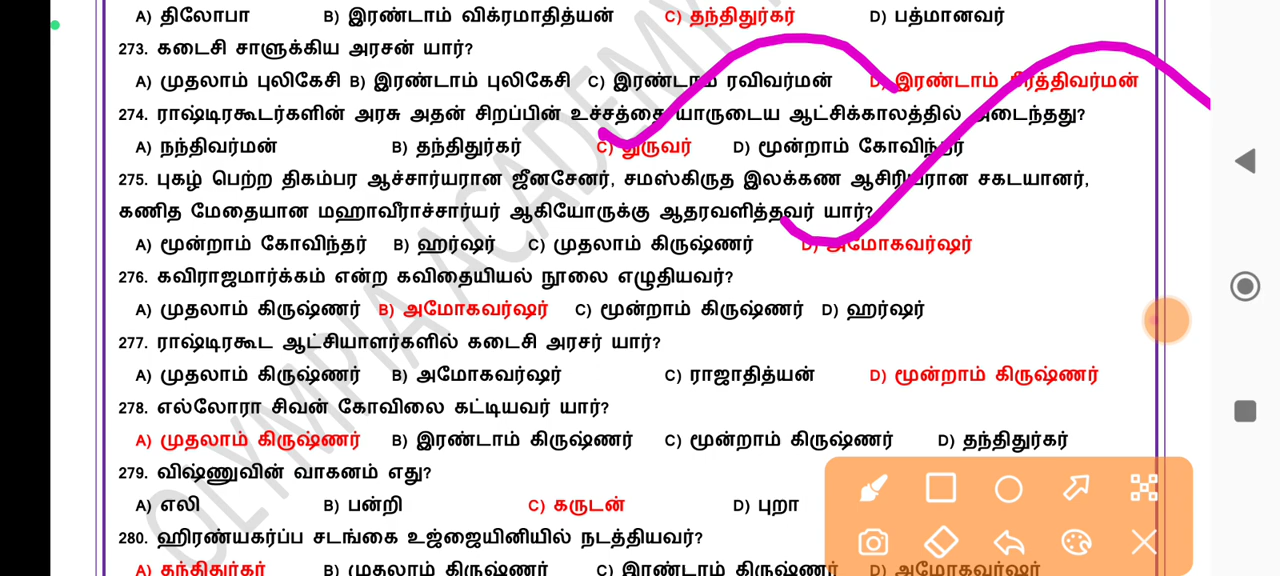 A) திலோபா B) இரண்டாம் விக்ரமாதித்யன் C) தந்திதுர்கர் D) பத்மானவர்
273. கடைசி சாளுக்கிய அரசன் யார்?
A) முதலாம் புலிகேசி B) இரண்டாம் புலிகேசி C) இரண்டாம் ரவிவர்மன் D) இரண்டாம் கீர்த்திவர்மன்
274. ராஷ்டிரகூடர்களின் அரசு அதன் சிறப்பின் உச்சத்தை யாருடைய ஆட்சிக்காலத்தில் அடைந்தது?
A) நந்திவர்மன் B) தந்திதுர்கர் C) துருவர் D) மூன்றாம் கோவிந்தர்
275. புகழ் பெற்ற திகம்பர ஆச்சார்யரான ஜீனசேனர், சமஸ்கிருத இலக்கண ஆசிரியரான சகடயானர்,
கணித மேதையான மஹாவீராச்சார்யர் ஆகியோருக்கு ஆதரவளித்தவர் யார்?
A) மூன்றாம் கோவிந்தர் B) ஹர்ஷர் C) முதலாம் கிருஷ்ணர் D) அமோகவர்ஷர்
276. கவிராஜமார்க்கம் என்ற கவிதையியல் நூலை எழுதியவர்?
A) முதலாம் கிருஷ்ணர் B) அமோகவர்ஷர் C) மூன்றாம் கிருஷ்ணர் D) ஹர்ஷர்
277. ராஷ்டிரகூட ஆட்சியாளர்களில் கடைசி அரசர் யார்?
A) முதலாம் கிருஷ்ணர் B) அமோகவர்ஷர் C) ராஜாதித்யன் D) மூன்றாம் கிருஷ்ணர்
278. எல்லோரா சிவன் கோவிலை கட்டியவர் யார்?
A) முதலாம் கிருஷ்ணர் B) இரண்டாம் கிருஷ்ணர் C) மூன்றாம் கிருஷ்ணர் D) தந்திதுர்கர்
279. விஷ்ணுவின் வாகனம் எது?
A) எலி B) பன்றி C) கருடன் D) புறா
280. ஹிரண்யகர்ப்ப சடங்கை உஜ்ஜையினியில் நடத்தியவர்?
A) தந்திதுர்கர் B) முதலாம் கிருஷ்ணர் C) இரண்டாம் கிருஷ்ணர் D) அமோகவர்ஷர்
OLYMPIA ACADEMY